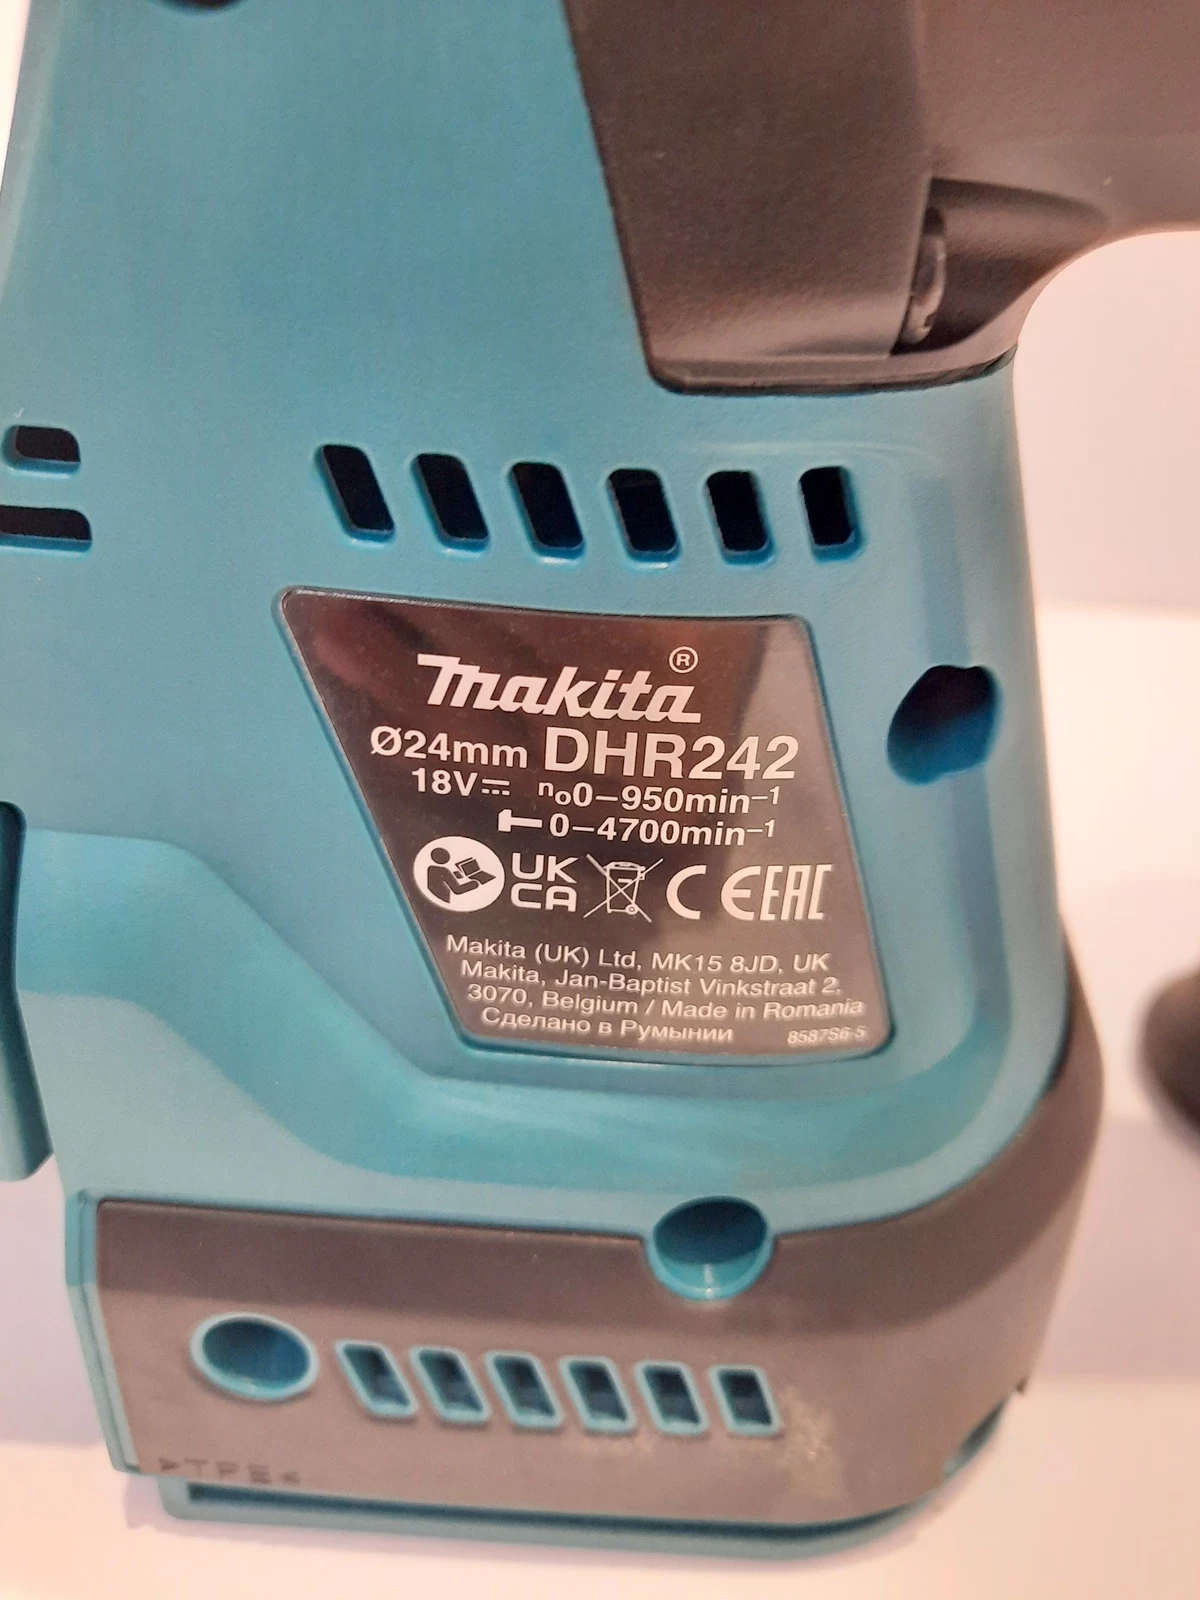 makita®
Ø24mm DHR242
18V⎓ n₀0–950min⁻¹
0–4700min⁻¹
UK
CA
CE EAC
Makita (UK) Ltd, MK15 8JD, UK
Makita, Jan-Baptist Vinkstraat 2,
3070, Belgium / Made in Romania
Сделано в Румынии 8587S6-5
>TPE<